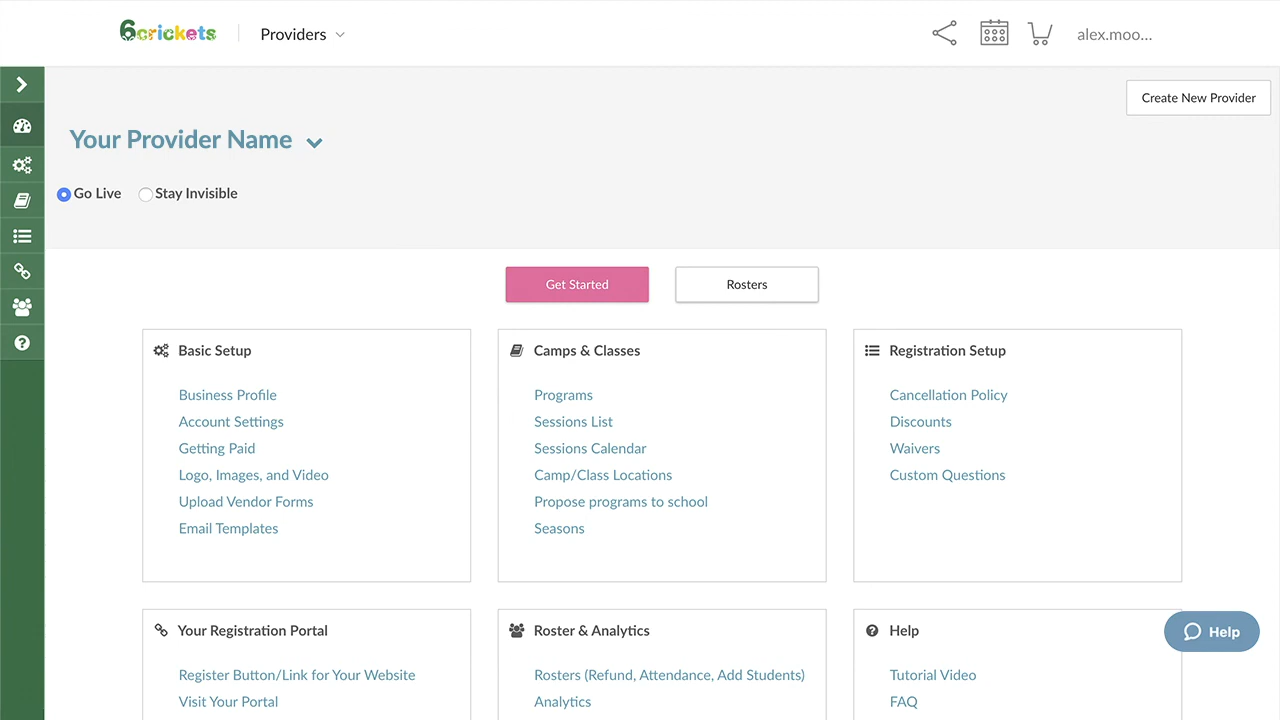 6crickets
Providers
alex.moo...
Create New Provider
Your Provider Name
Go Live
Stay Invisible
Get Started
Rosters
Basic Setup
Business Profile
Account Settings
Getting Paid
Logo, Images, and Video
Upload Vendor Forms
Email Templates
Camps & Classes
Programs
Sessions List
Sessions Calendar
Camp/Class Locations
Propose programs to school
Seasons
Registration Setup
Cancellation Policy
Discounts
Waivers
Custom Questions
Your Registration Portal
Register Button/Link for Your Website
Visit Your Portal
Roster & Analytics
Rosters (Refund, Attendance, Add Students)
Analytics
Help
Tutorial Video
FAQ
Help